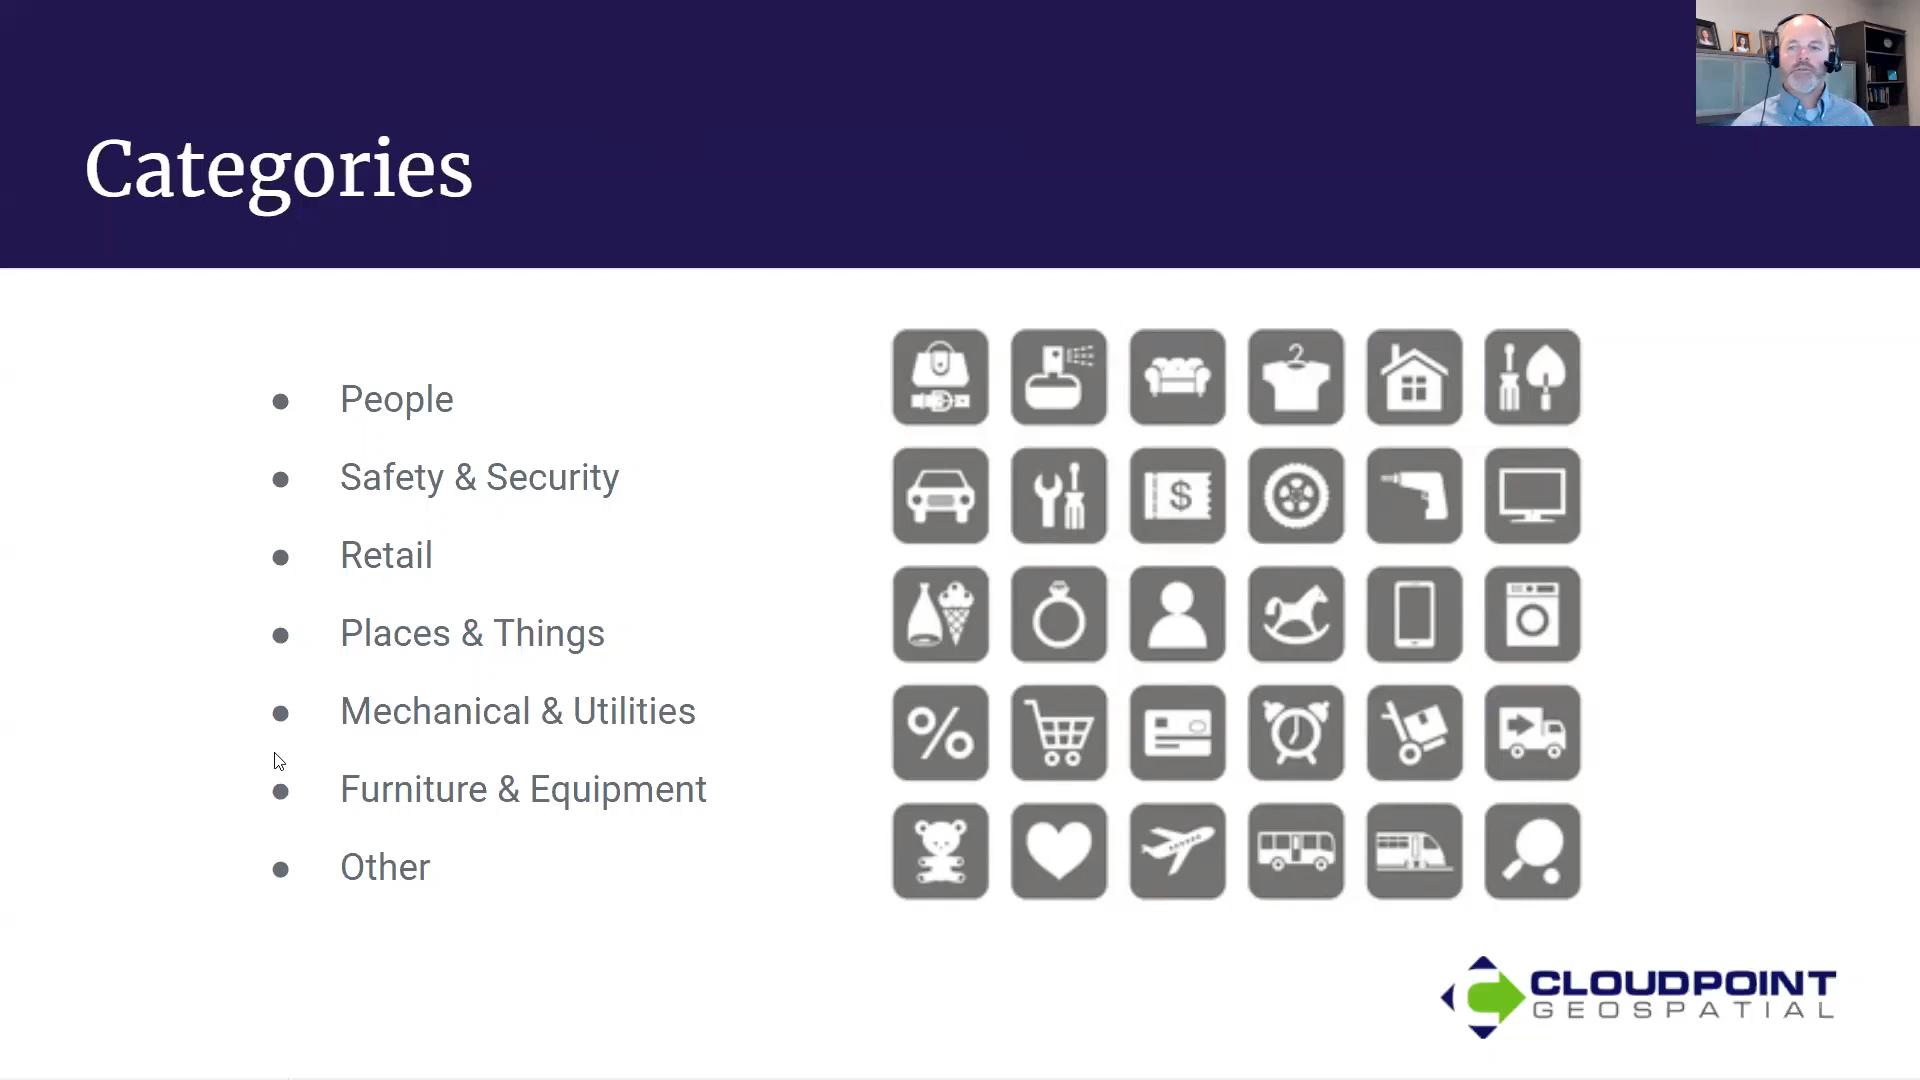 Categories
● People
● Safety & Security
● Retail
● Places & Things
● Mechanical & Utilities
● Furniture & Equipment
● Other
$
%
CLOUDPOINT
GEOSPATIAL